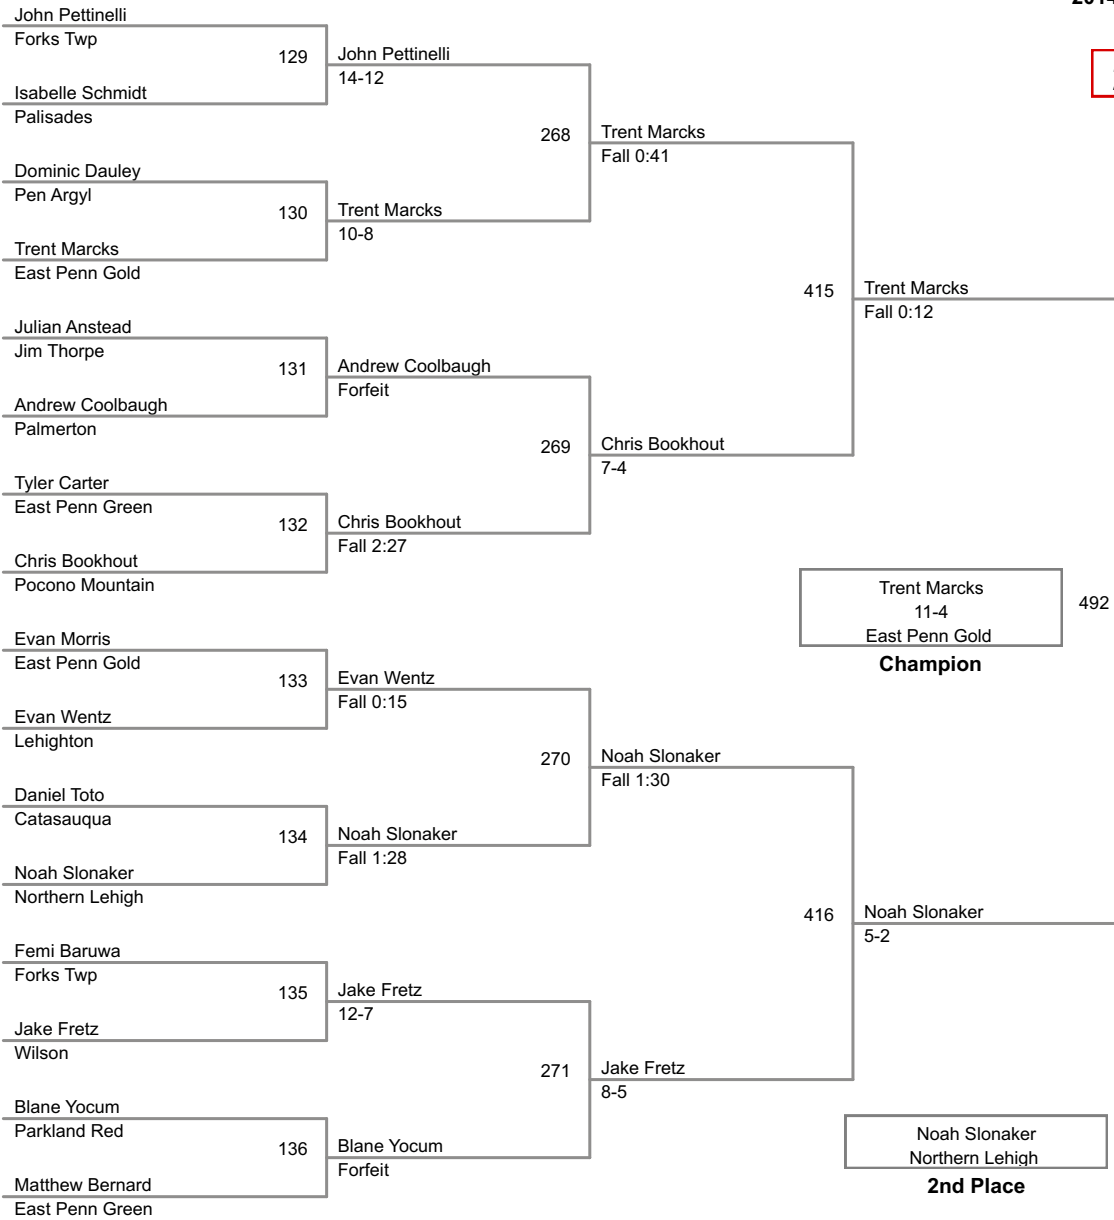 2014
John Pettinelli
Forks Twp
129
John Pettinelli
14-12
Isabelle Schmidt
Palisades
268
Trent Marcks
Fall 0:41
Dominic Dauley
Pen Argyl
130
Trent Marcks
10-8
Trent Marcks
East Penn Gold
415
Trent Marcks
Fall 0:12
Julian Anstead
Jim Thorpe
131
Andrew Coolbaugh
Forfeit
Andrew Coolbaugh
Palmerton
269
Chris Bookhout
7-4
Tyler Carter
East Penn Green
132
Chris Bookhout
Fall 2:27
Chris Bookhout
Pocono Mountain
Trent Marcks
11-4
East Penn Gold
492
Champion
Evan Morris
East Penn Gold
133
Evan Wentz
Fall 0:15
Evan Wentz
Lehighton
270
Noah Slonaker
Fall 1:30
Daniel Toto
Catasauqua
134
Noah Slonaker
Fall 1:28
Noah Slonaker
Northern Lehigh
416
Noah Slonaker
5-2
Femi Baruwa
Forks Twp
135
Jake Fretz
12-7
Jake Fretz
Wilson
271
Jake Fretz
8-5
Blane Yocum
Parkland Red
136
Blane Yocum
Forfeit
Matthew Bernard
East Penn Green
Noah Slonaker
Northern Lehigh
2nd Place